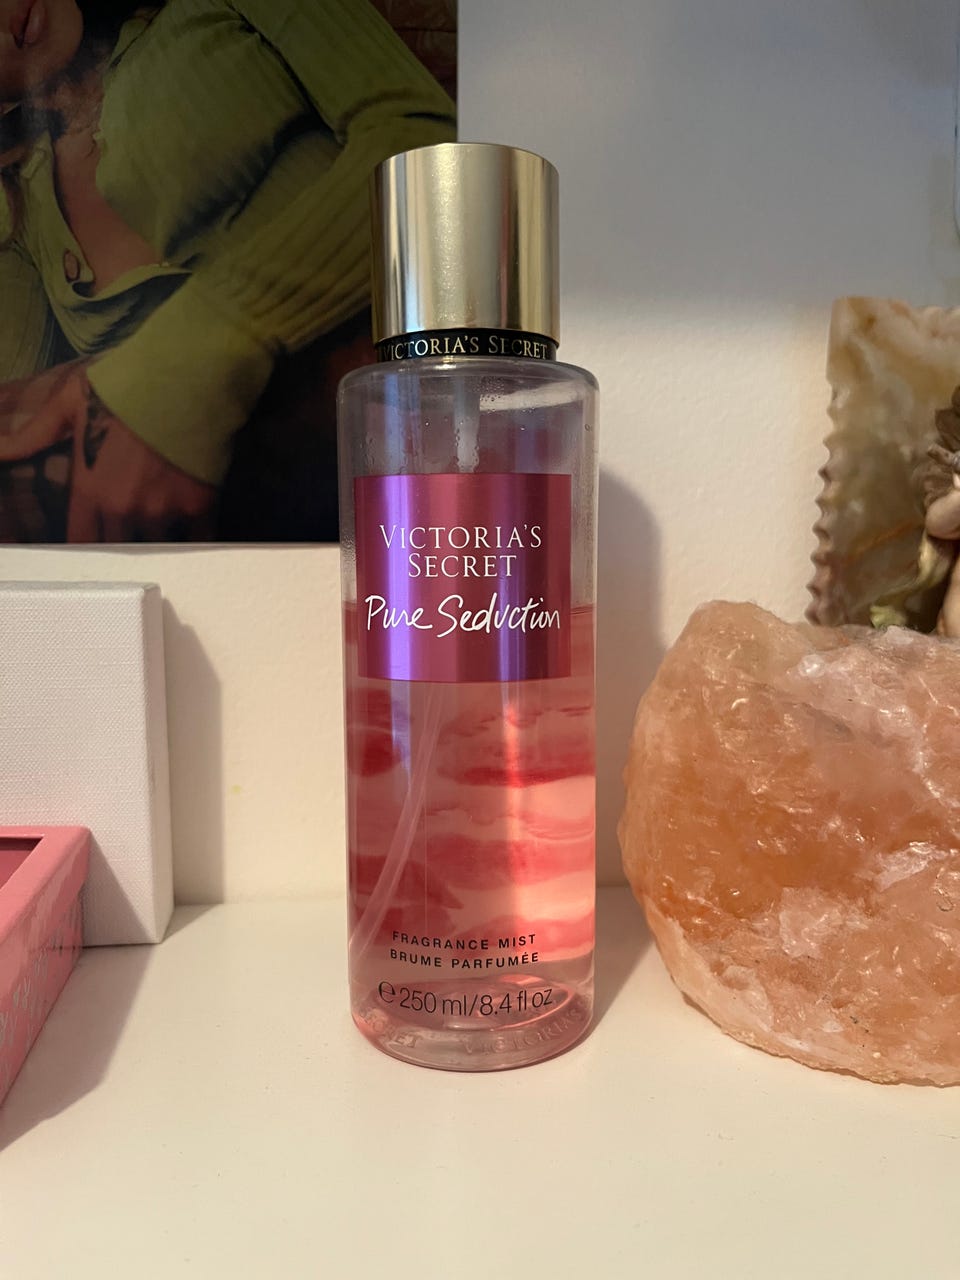 VICTORIA'S SECRET
VICTORIA'S
SECRET
Pure Seduction
FRAGRANCE MIST
BRUME PARFUMÉE
℮ 250 ml/8.4 fl oz